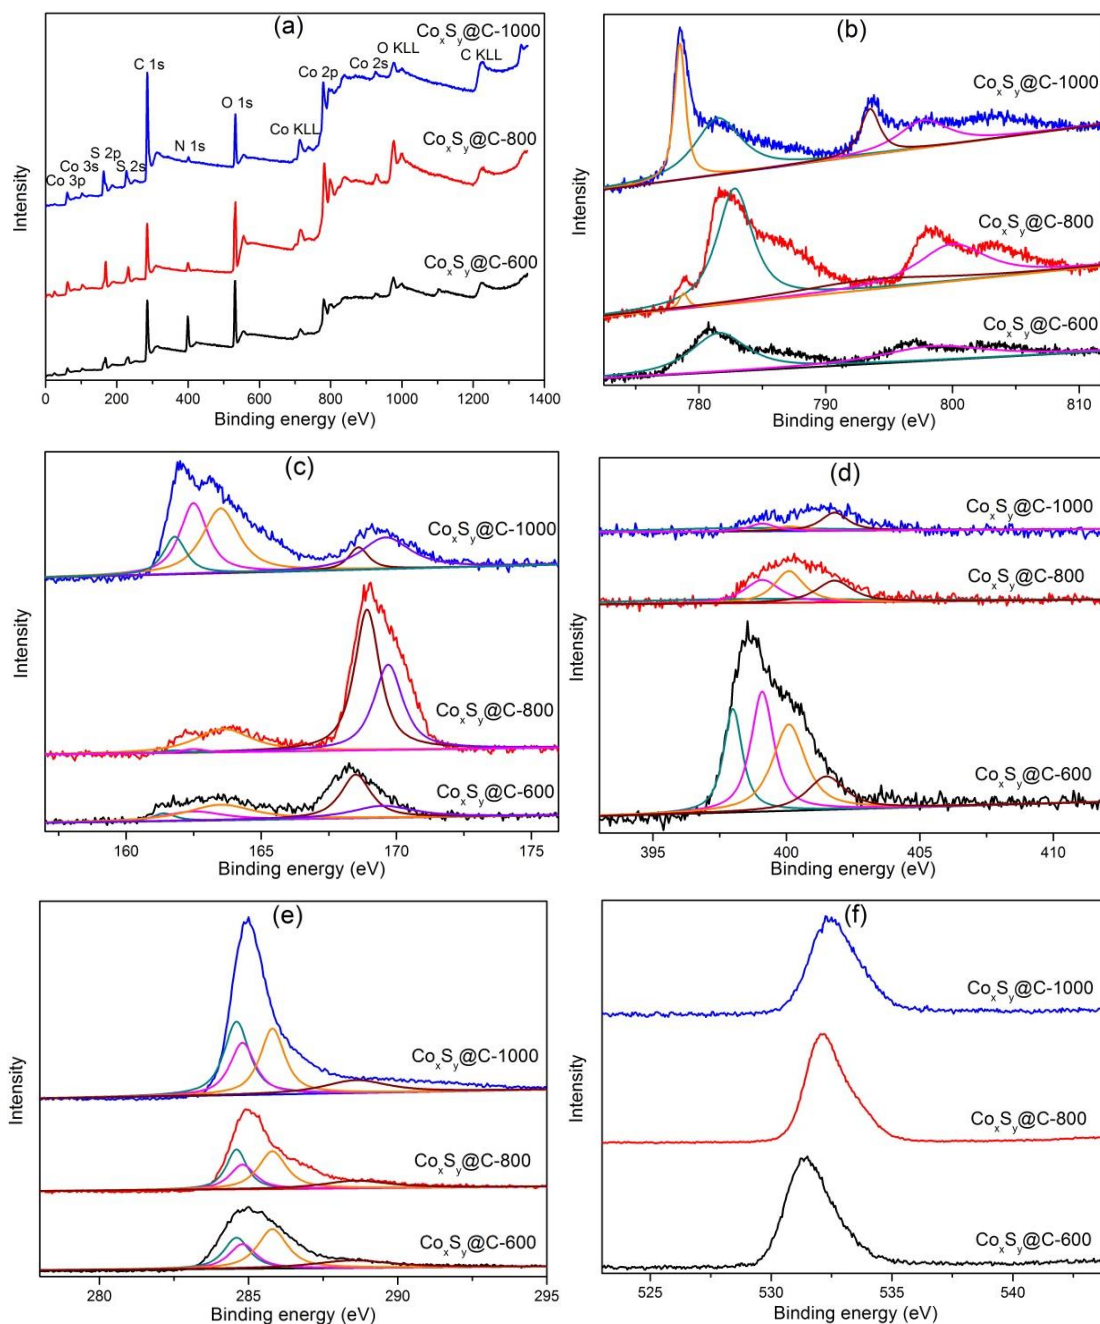 (a)
CoxSy@C-1000
O KLL
C KLL
C 1s
Co 2p
Co 2s
O 1s
Co KLL
N 1s
S 2p
S 2s
Co 3s
Co 3p
CoxSy@C-800
CoxSy@C-600
Intensity
0 200 400 600 800 1000 1200 1400
Binding energy (eV)
(b)
CoxSy@C-1000
CoxSy@C-800
CoxSy@C-600
Intensity
780 790 800 810
Binding energy (eV)
(c)
CoxSy@C-1000
CoxSy@C-800
CoxSy@C-600
Intensity
160 165 170 175
Binding energy (eV)
(d)
CoxSy@C-1000
CoxSy@C-800
CoxSy@C-600
Intensity
395 400 405 410
Binding energy (eV)
(e)
CoxSy@C-1000
CoxSy@C-800
CoxSy@C-600
Intensity
280 285 290 295
Binding energy (eV)
(f)
CoxSy@C-1000
CoxSy@C-800
CoxSy@C-600
Intensity
525 530 535 540
Binding energy (eV)